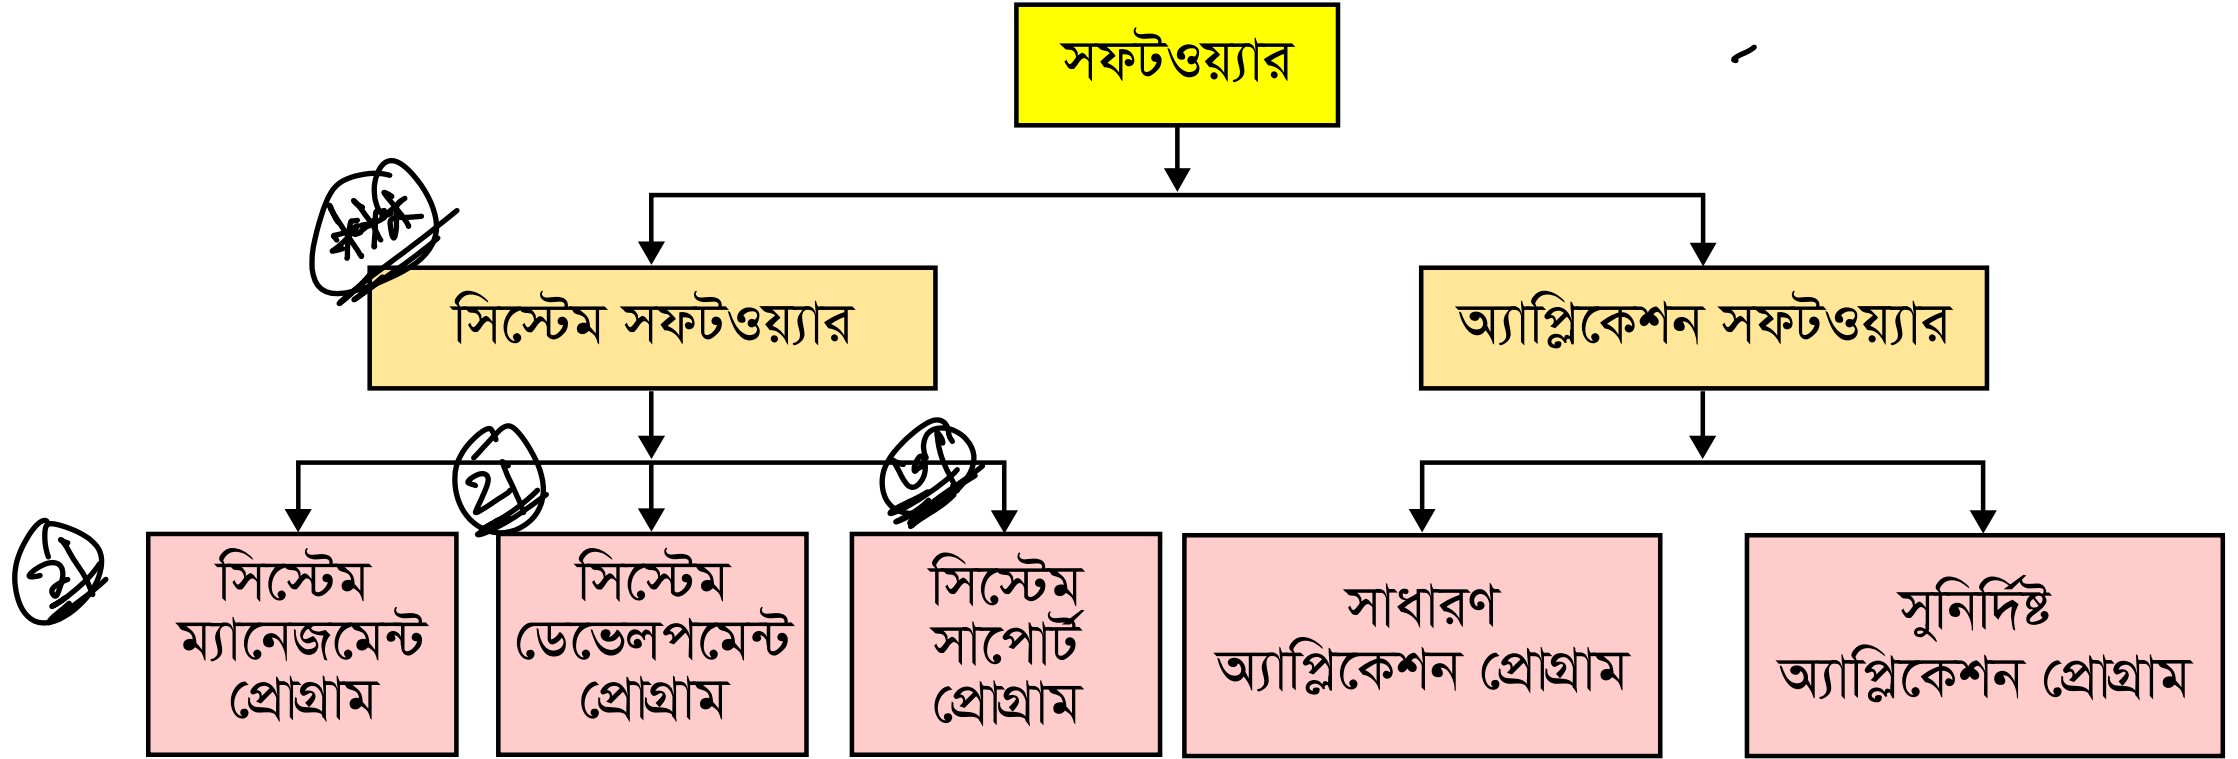 সফটওয়্যার
সিস্টেম সফটওয়্যার
অ্যাপ্লিকেশন সফটওয়্যার
সিস্টেম
ম্যানেজমেন্ট
প্রোগ্রাম
সিস্টেম
ডেভেলপমেন্ট
প্রোগ্রাম
সিস্টেম
সাপোর্ট
প্রোগ্রাম
সাধারণ
অ্যাপ্লিকেশন প্রোগ্রাম
সুনির্দিষ্ট
অ্যাপ্লিকেশন প্রোগ্রাম